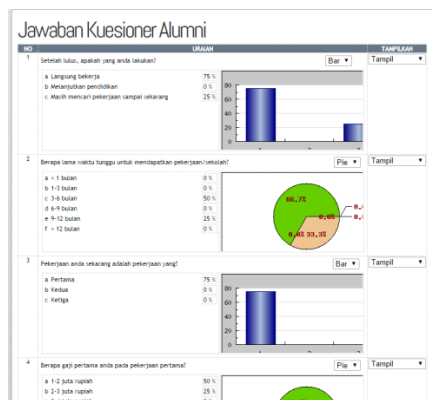 Jawaban Kuesioner Alumni
NO URAIAN TAMPILKAN
1 Setelah lulus, apakah yang anda lakukan? Bar Tampil
a Langsung bekerja 75 %
b Melanjutkan pendidikan 0 %
c Masih mencari pekerjaan sampai sekarang 25 %
80
60
40
20
2 Berapa lama waktu tunggu untuk mendapatkan pekerjaan/sekolah? Pie Tampil
a < 1 bulan 0 %
b 1-3 bulan 0 %
c 3-6 bulan 50 %
d 6-9 bulan 0 %
e 9-12 bulan 25 %
f > 12 bulan 0 %
66,7%
0,0%
0,0% 33,3%
3 Pekerjaan anda sekarang adalah pekerjaan yang? Bar Tampil
a Pertama 75 %
b Kedua 0 %
c Ketiga 0 %
80
60
40
20
4 Berapa gaji pertama anda pada pekerjaan pertama? Pie Tampil
a 1-2 juta rupiah 50 %
b 2-3 juta rupiah 25 %